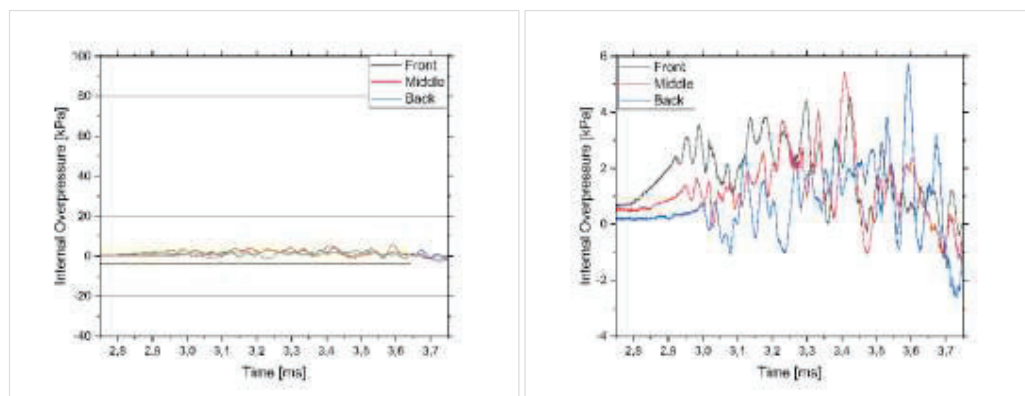 100
80
60
40
20
0
-20
-40
Internal Overpressure [kPa]
Front
Middle
Back
2,8 2,9 3,0 3,1 3,2 3,3 3,4 3,5 3,6 3,7
Time [ms]
6
4
2
0
-2
-4
Internal Overpressure [kPa]
Front
Middle
Back
2,8 2,9 3,0 3,1 3,2 3,3 3,4 3,5 3,6 3,7
Time [ms]